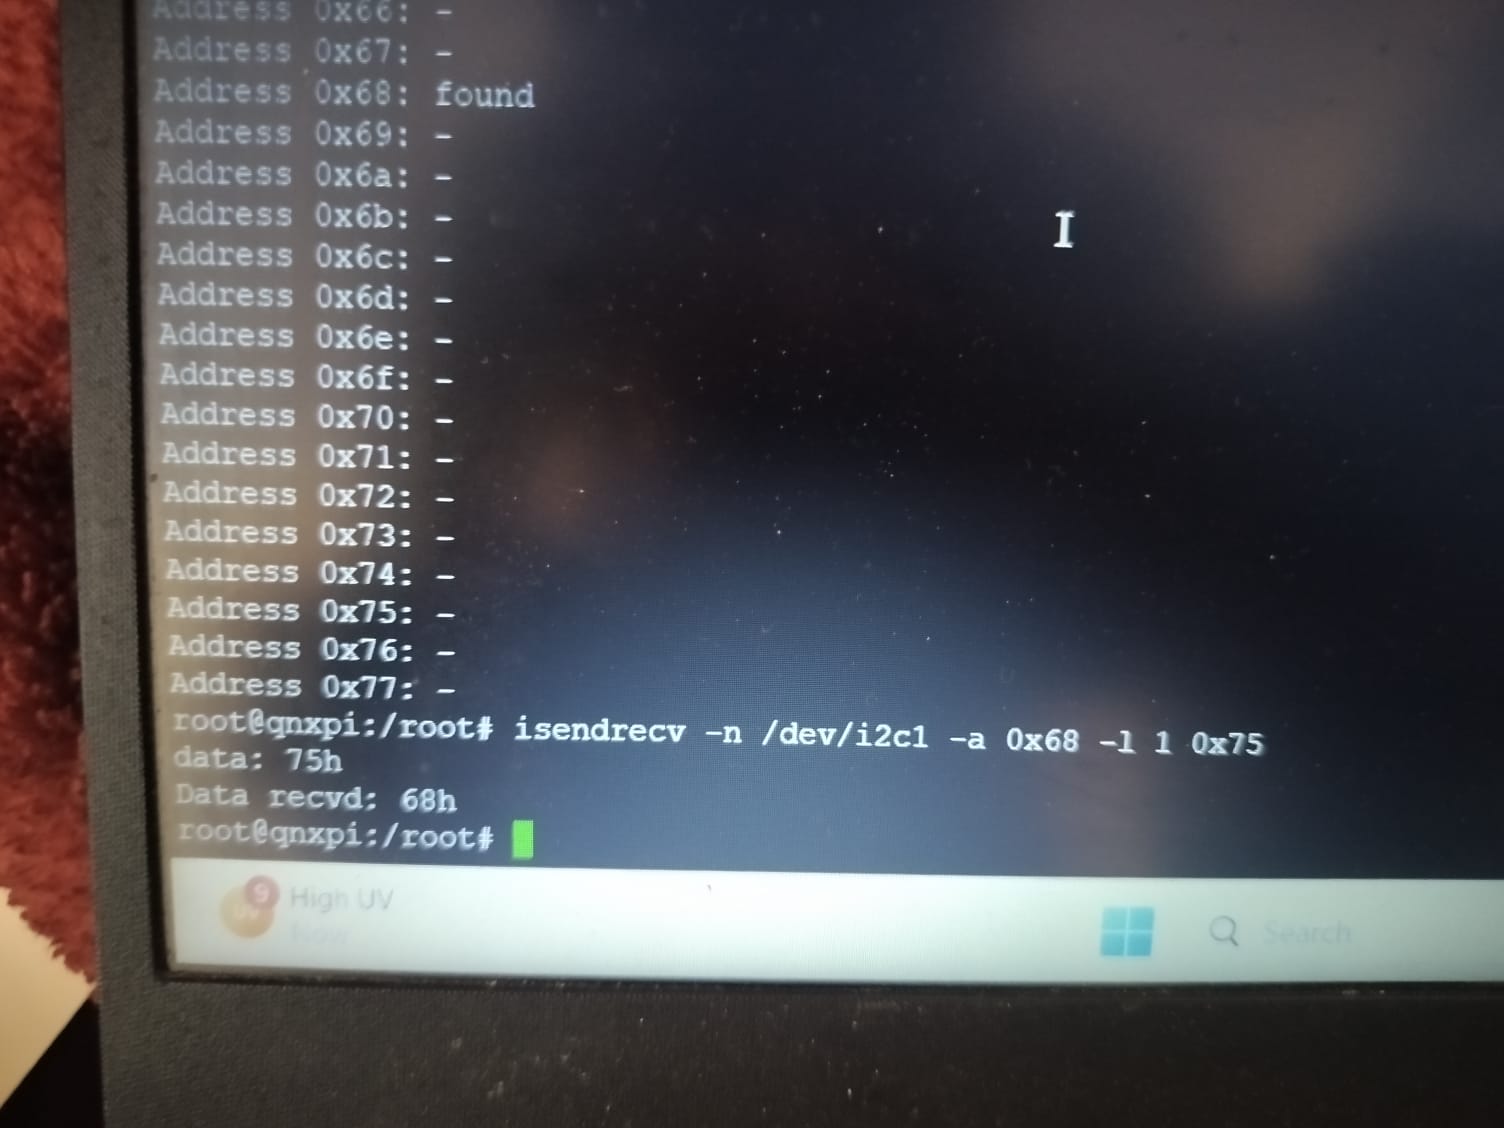 Address 0x66: -
Address 0x67: -
Address 0x68: found
Address 0x69: -
Address 0x6a: -
Address 0x6b: -
Address 0x6c: -
Address 0x6d: -
Address 0x6e: -
Address 0x6f: -
Address 0x70: -
Address 0x71: -
Address 0x72: -
Address 0x73: -
Address 0x74: -
Address 0x75: -
Address 0x76: -
Address 0x77: -
root@qnxpi:/root# isendrecv -n /dev/i2c1 -a 0x68 -l 1 0x75
data: 75h
Data recvd: 68h
root@qnxpi:/root#
9
UV
High UV
Now
Search